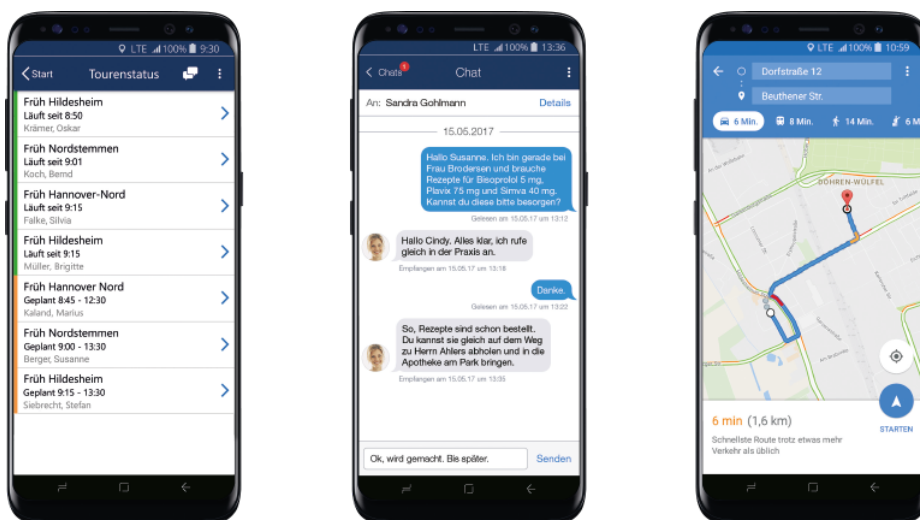 LTE 100% 9:30
Start Tourenstatus
Früh Hildesheim
Läuft seit 8:50
Krämer, Oskar
Früh Nordstemmen
Läuft seit 9:01
Koch, Bernd
Früh Hannover-Nord
Läuft seit 9:15
Falke, Silvia
Früh Hildesheim
Läuft seit 9:15
Müller, Brigitte
Früh Hannover Nord
Geplant 8:45 - 12:30
Kaland, Marius
Früh Nordstemmen
Geplant 9:00 - 13:30
Berger, Susanne
Früh Hildesheim
Geplant 9:15 - 13:30
Siebrecht, Stefan
LTE 100% 13:36
Chats 1 Chat
An: Sandra Gohlmann Details
15.05.2017
Hallo Susanne. Ich bin gerade bei
Frau Brodersen und brauche
Rezepte für Bisoprolol 5 mg,
Plavix 75 mg und Simva 40 mg.
Kannst du diese bitte besorgen?
Gelesen am 15.05.17 um 13:12
Hallo Cindy. Alles klar, ich rufe
gleich in der Praxis an.
Empfangen am 15.05.17 um 13:18
Danke.
Gelesen am 15.05.17 um 13:22
So, Rezepte sind schon bestellt.
Du kannst sie gleich auf dem Weg
zu Herrn Ahlers abholen und in die
Apotheke am Park bringen.
Empfangen am 15.05.17 um 13:35
Ok, wird gemacht. Bis später. Senden
LTE 100% 10:59
Dorfstraße 12
Beuthener Str.
6 Min. 8 Min. 14 Min. 6 M
DÖHREN-WÜLFEL
6 min (1,6 km)
STARTEN
Schnellste Route trotz etwas mehr
Verkehr als üblich